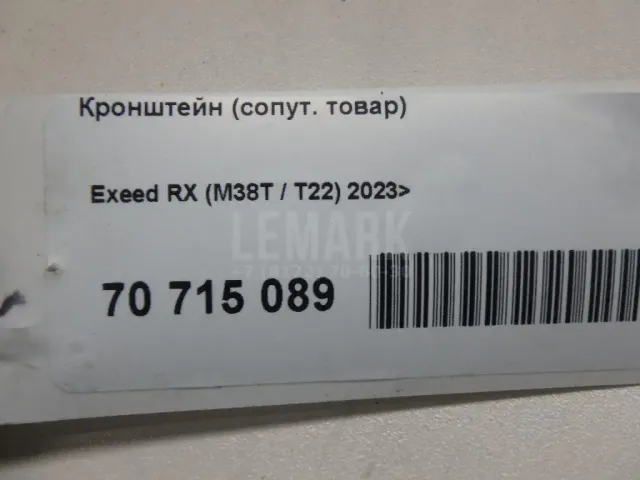 Кронштейн (сопут. товар)
Exeed RX (M38T / T22) 2023>
LEMARK
70 715 089